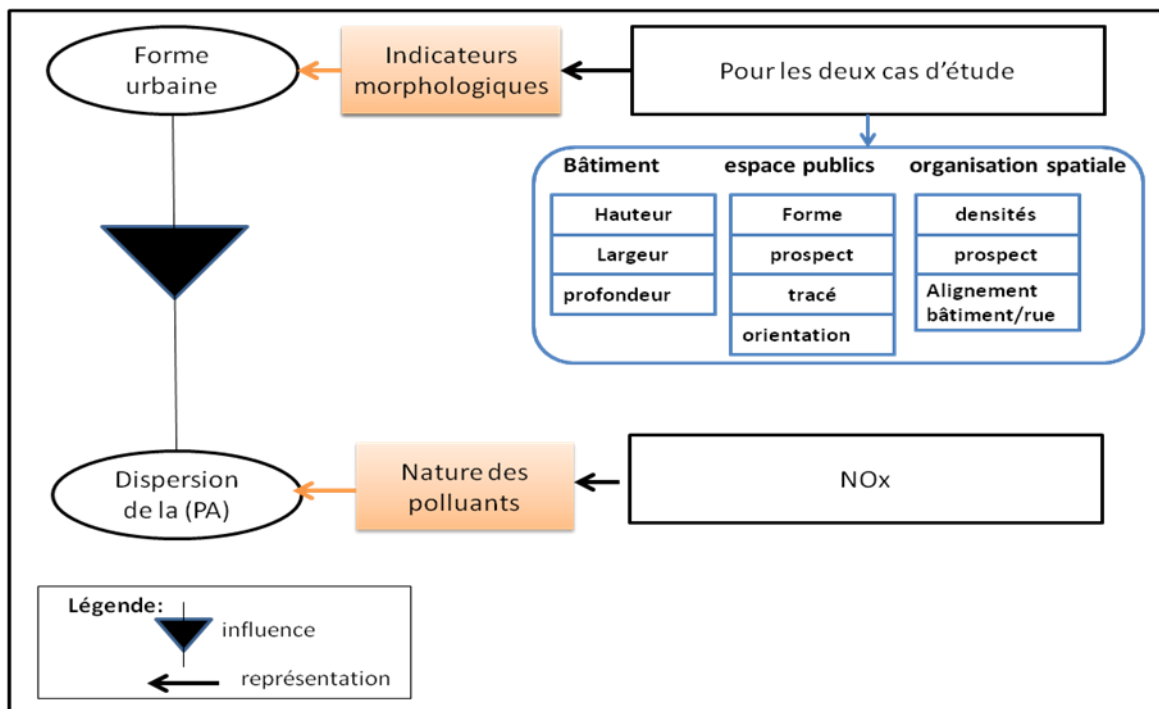 Forme
urbaine
Indicateurs
morphologiques
Pour les deux cas d'étude
Bâtiment
espace publics
organisation spatiale
Hauteur
Largeur
profondeur
Forme
prospect
tracé
orientation
densités
prospect
Alignement
bâtiment/rue
Dispersion
de la (PA)
Nature des
polluants
NOx
Légende:
influence
représentation